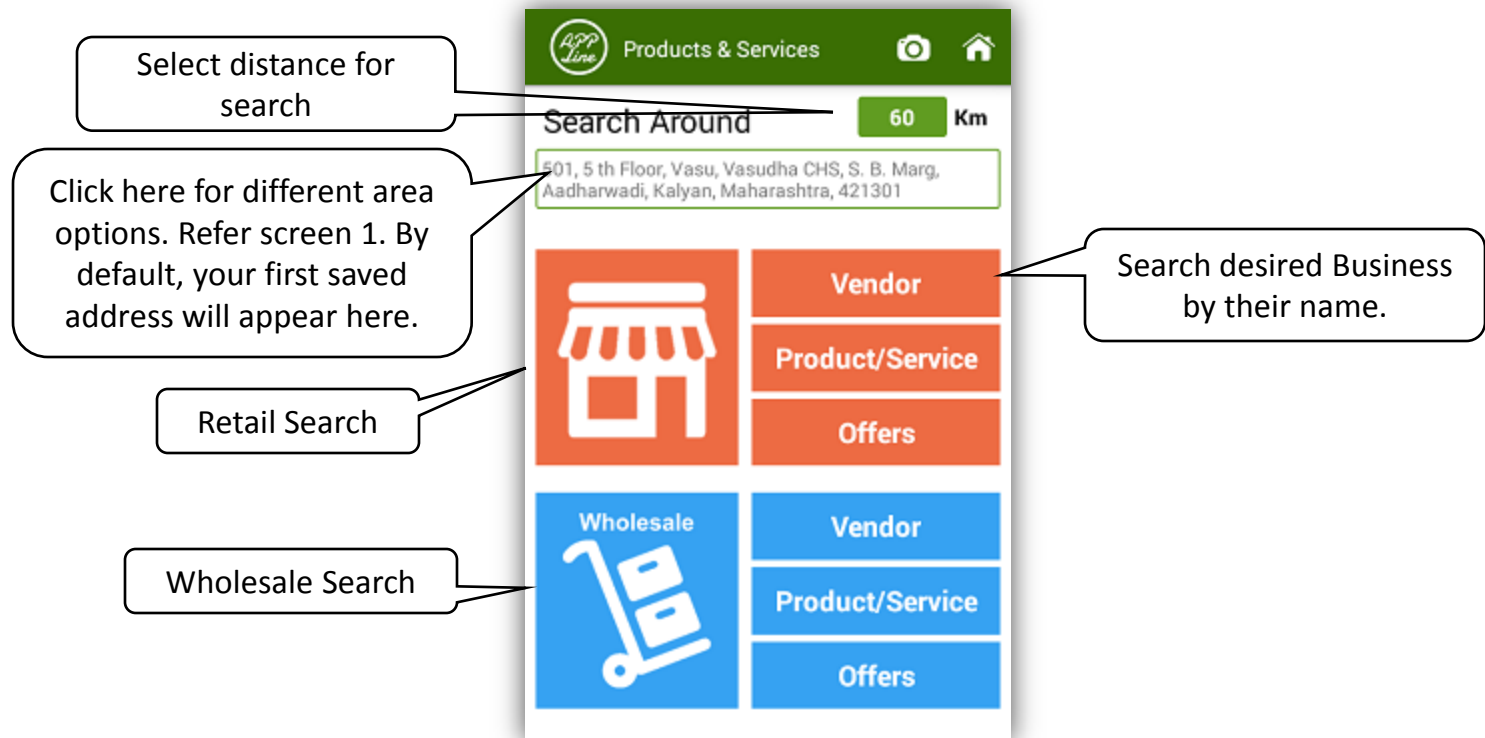 APP
Line
Products & Services
Select distance for
search
Search Around
60
Km
Click here for different area
options. Refer screen 1. By
default, your first saved
address will appear here.
501, 5 th Floor, Vasu, Vasudha CHS, S. B. Marg,
Aadharwadi, Kalyan, Maharashtra, 421301
Vendor
Search desired Business
by their name.
Product/Service
Retail Search
Offers
Wholesale
Vendor
Wholesale Search
Product/Service
Offers